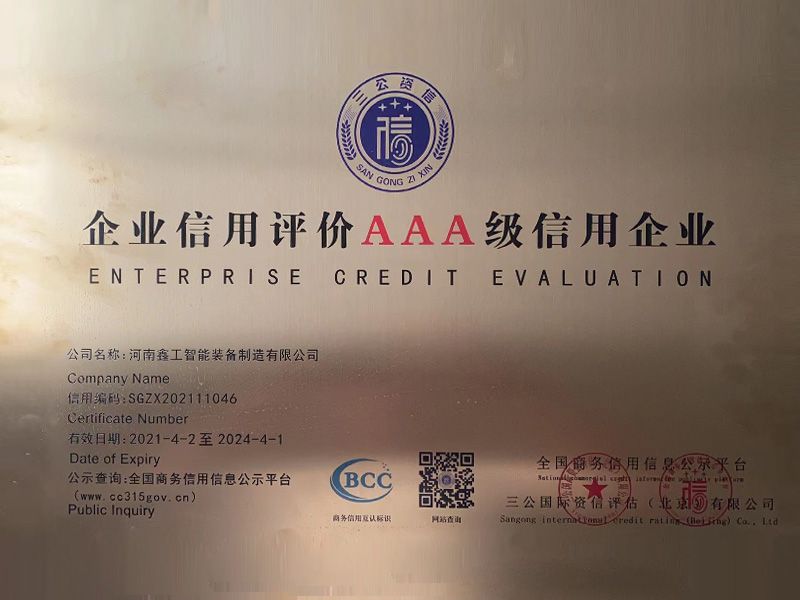 三公资信
信
SAN GONG ZI XIN
企业信用评价AAA级信用企业
ENTERPRISE CREDIT EVALUATION
公司名称:河南鑫工智能装备制造有限公司
Company Name
信用编码:SGZX202111046
Certificate Number
有效日期:2021-4-2 至 2024-4-1
Date of Expiry
公示查询:全国商务信用信息公示平台
(www.cc315gov.cn)
Public Inquiry
BCC
商务信用互认标识
网站查询
全国商务信用信息公示平台
National commercial credit information publicity platform
三公国际资信评估（北京）有限公司
Sangong international credit rating (Beijing) Co., Ltd